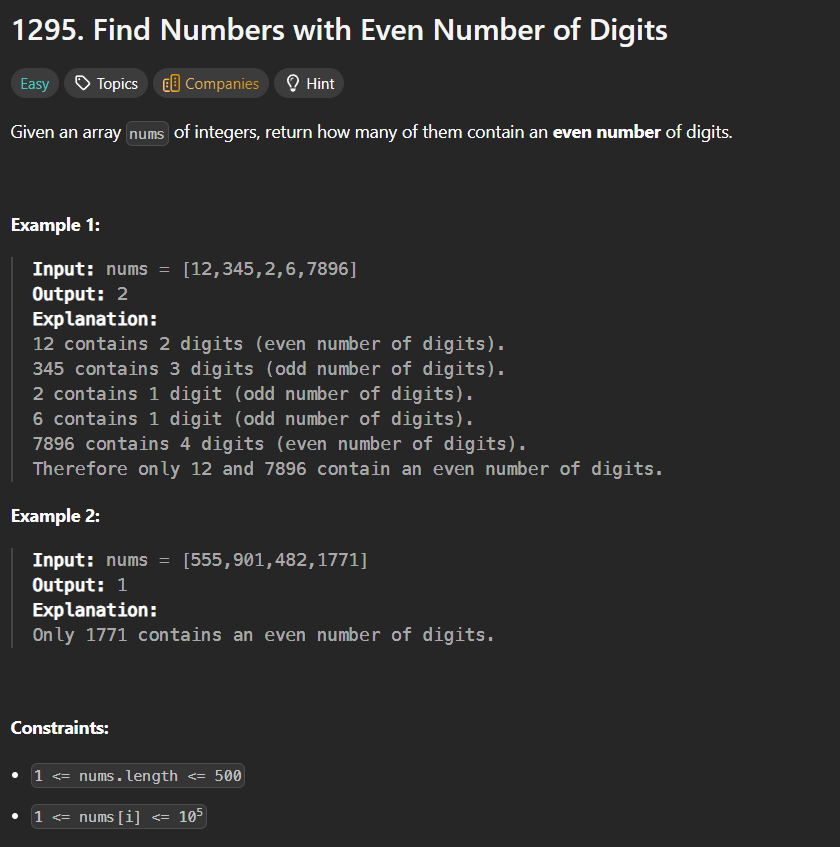 1295. Find Numbers with Even Number of Digits
Easy Topics Companies Hint
Given an array nums of integers, return how many of them contain an even number of digits.
Example 1:
Input: nums = [12,345,2,6,7896]
Output: 2
Explanation:
12 contains 2 digits (even number of digits).
345 contains 3 digits (odd number of digits).
2 contains 1 digit (odd number of digits).
6 contains 1 digit (odd number of digits).
7896 contains 4 digits (even number of digits).
Therefore only 12 and 7896 contain an even number of digits.
Example 2:
Input: nums = [555,901,482,1771]
Output: 1
Explanation:
Only 1771 contains an even number of digits.
Constraints:
• 1 <= nums.length <= 500
• 1 <= nums[i] <= 10⁵